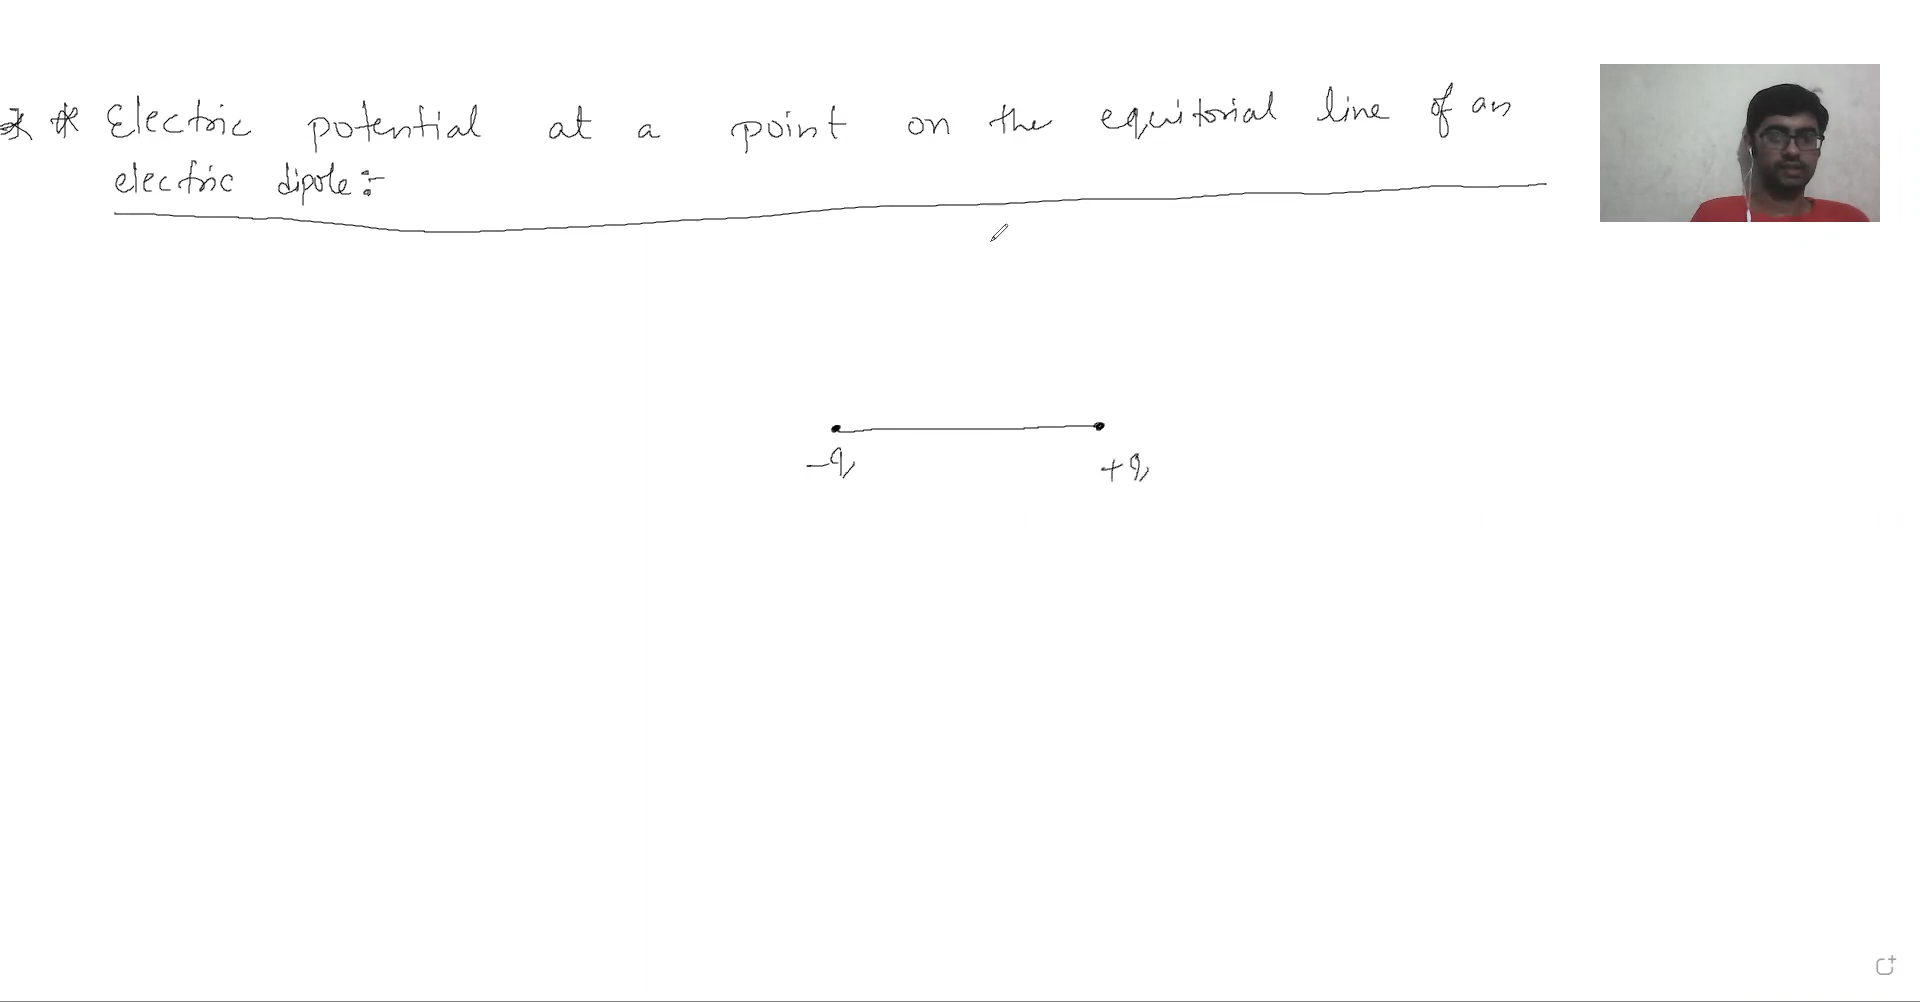 * * Electric potential at a point on the equitorial line of an
electric dipole :-
-q +q